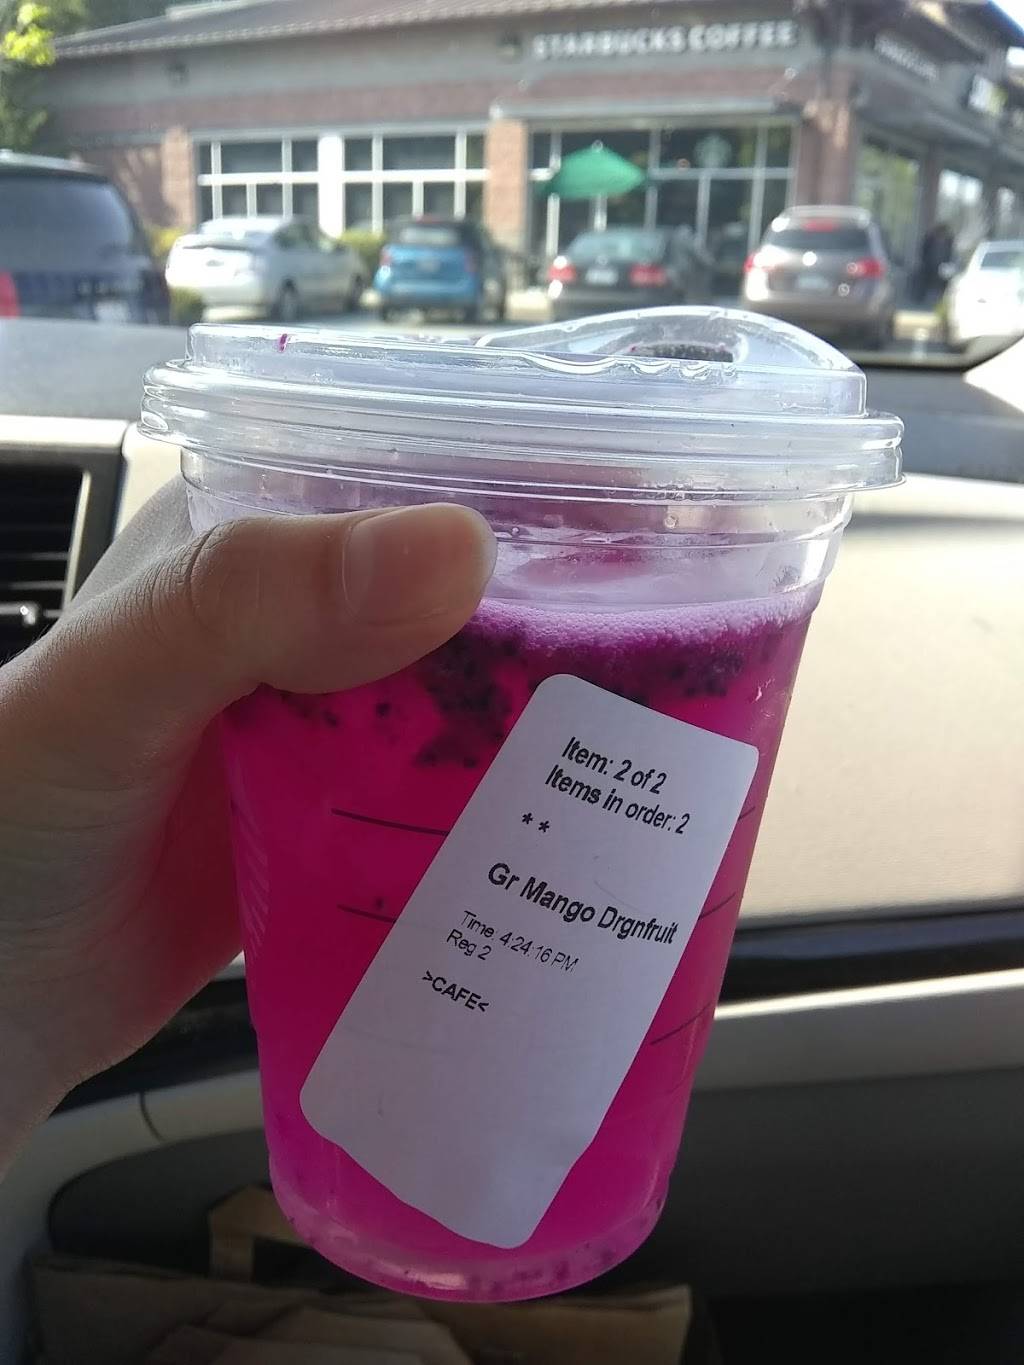 STARBUCKS COFFEE
Item: 2 of 2
Items in order: 2
**
Gr Mango Drgnfruit
Time: 4:24:16 PM
Reg 2
>CAFE<